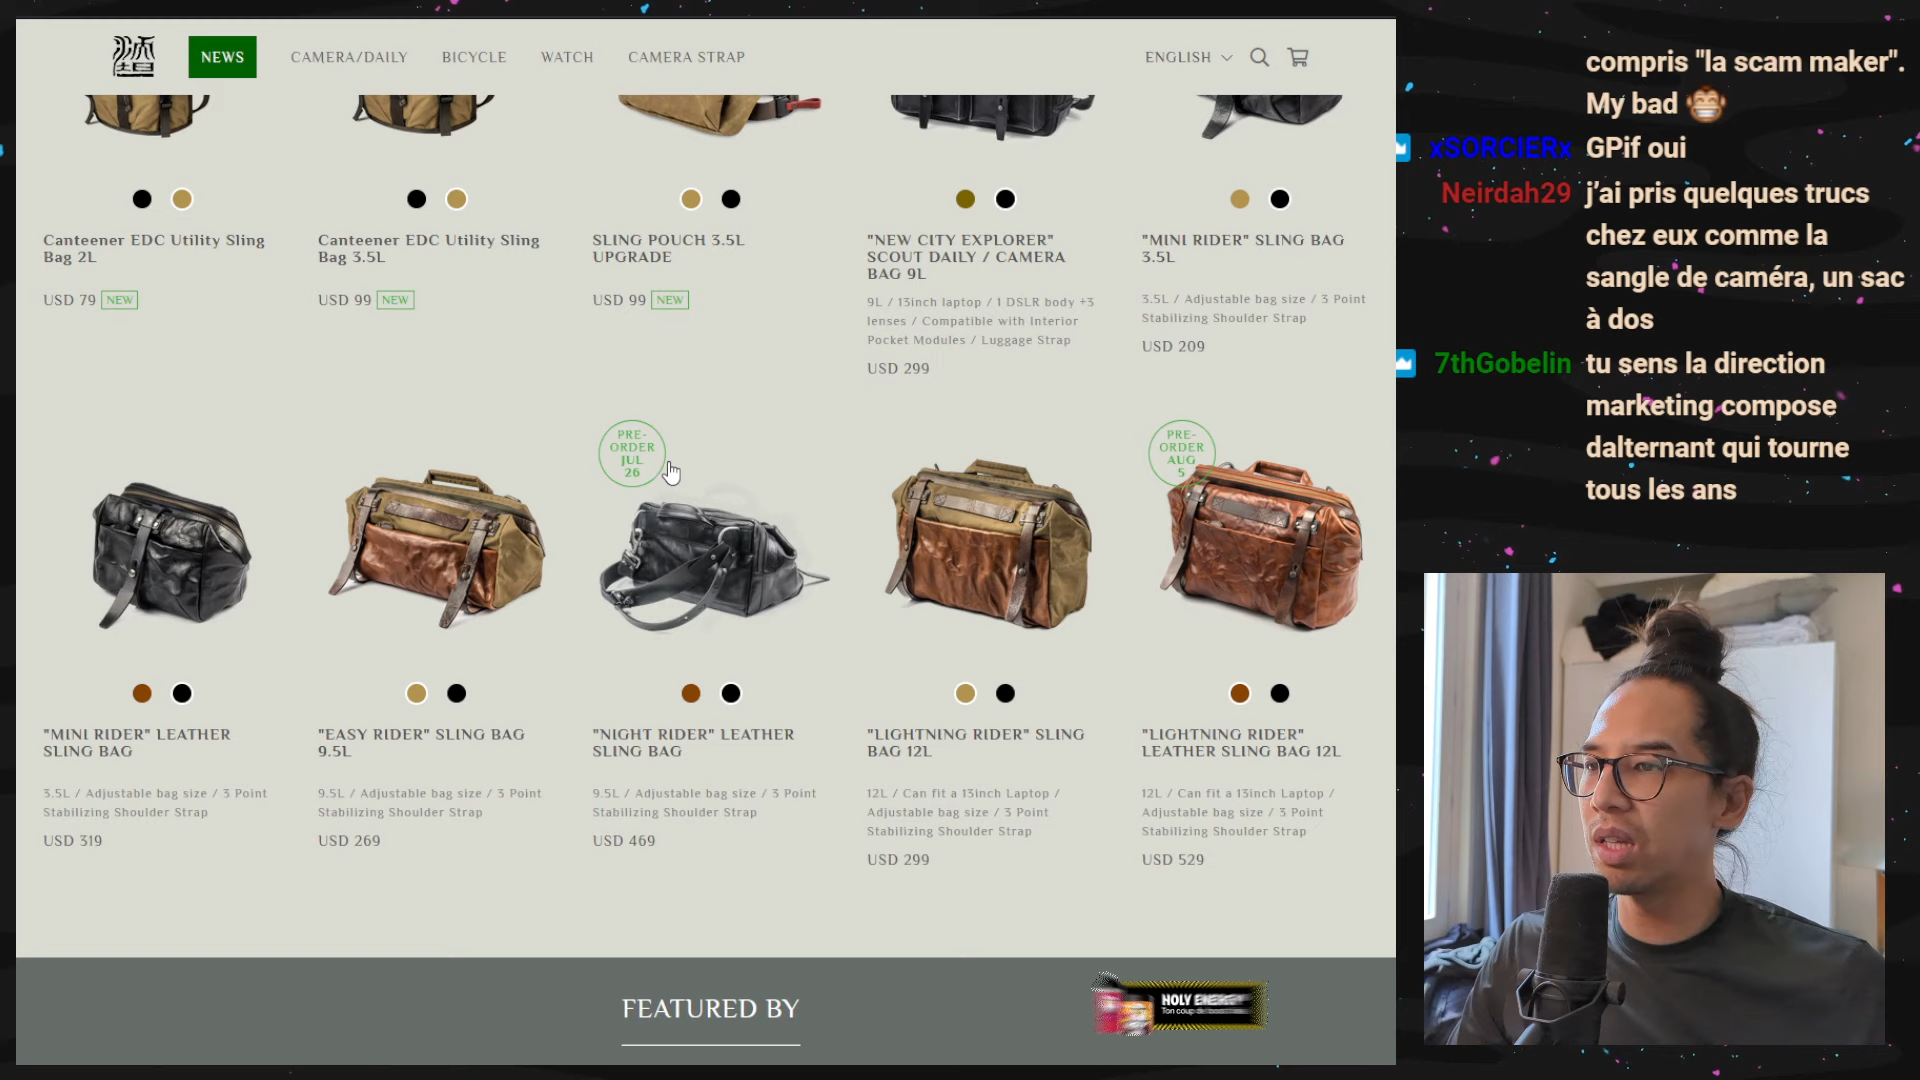 NEWS
CAMERA/DAILY
BICYCLE
WATCH
CAMERA STRAP
ENGLISH
Canteener EDC Utility Sling
Bag 2L
USD 79 NEW
Canteener EDC Utility Sling
Bag 3.5L
USD 99 NEW
SLING POUCH 3.5L
UPGRADE
USD 99 NEW
"NEW CITY EXPLORER"
SCOUT DAILY / CAMERA
BAG 9L
9L / 13inch laptop / 1 DSLR body +3
lenses / Compatible with Interior
Pocket Modules / Luggage Strap
USD 299
"MINI RIDER" SLING BAG
3.5L
3.5L / Adjustable bag size / 3 Point
Stabilizing Shoulder Strap
USD 209
PRE-
ORDER
JUL
26
PRE-
ORDER
AUG
5
"MINI RIDER" LEATHER
SLING BAG
3.5L / Adjustable bag size / 3 Point
Stabilizing Shoulder Strap
USD 319
"EASY RIDER" SLING BAG
9.5L
9.5L / Adjustable bag size / 3 Point
Stabilizing Shoulder Strap
USD 269
"NIGHT RIDER" LEATHER
SLING BAG
9.5L / Adjustable bag size / 3 Point
Stabilizing Shoulder Strap
USD 469
"LIGHTNING RIDER" SLING
BAG 12L
12L / Can fit a 13inch Laptop /
Adjustable bag size / 3 Point
Stabilizing Shoulder Strap
USD 299
"LIGHTNING RIDER"
LEATHER SLING BAG 12L
12L / Can fit a 13inch Laptop /
Adjustable bag size / 3 Point
Stabilizing Shoulder Strap
USD 529
FEATURED BY
HOLY ENERGY
Ton coup de
compris "la scam maker".
My bad
xSORCIERx GPif oui
Neirdah29 j'ai pris quelques trucs
chez eux comme la
sangle de caméra, un sac
à dos
7thGobelin tu sens la direction
marketing compose
dalternant qui tourne
tous les ans